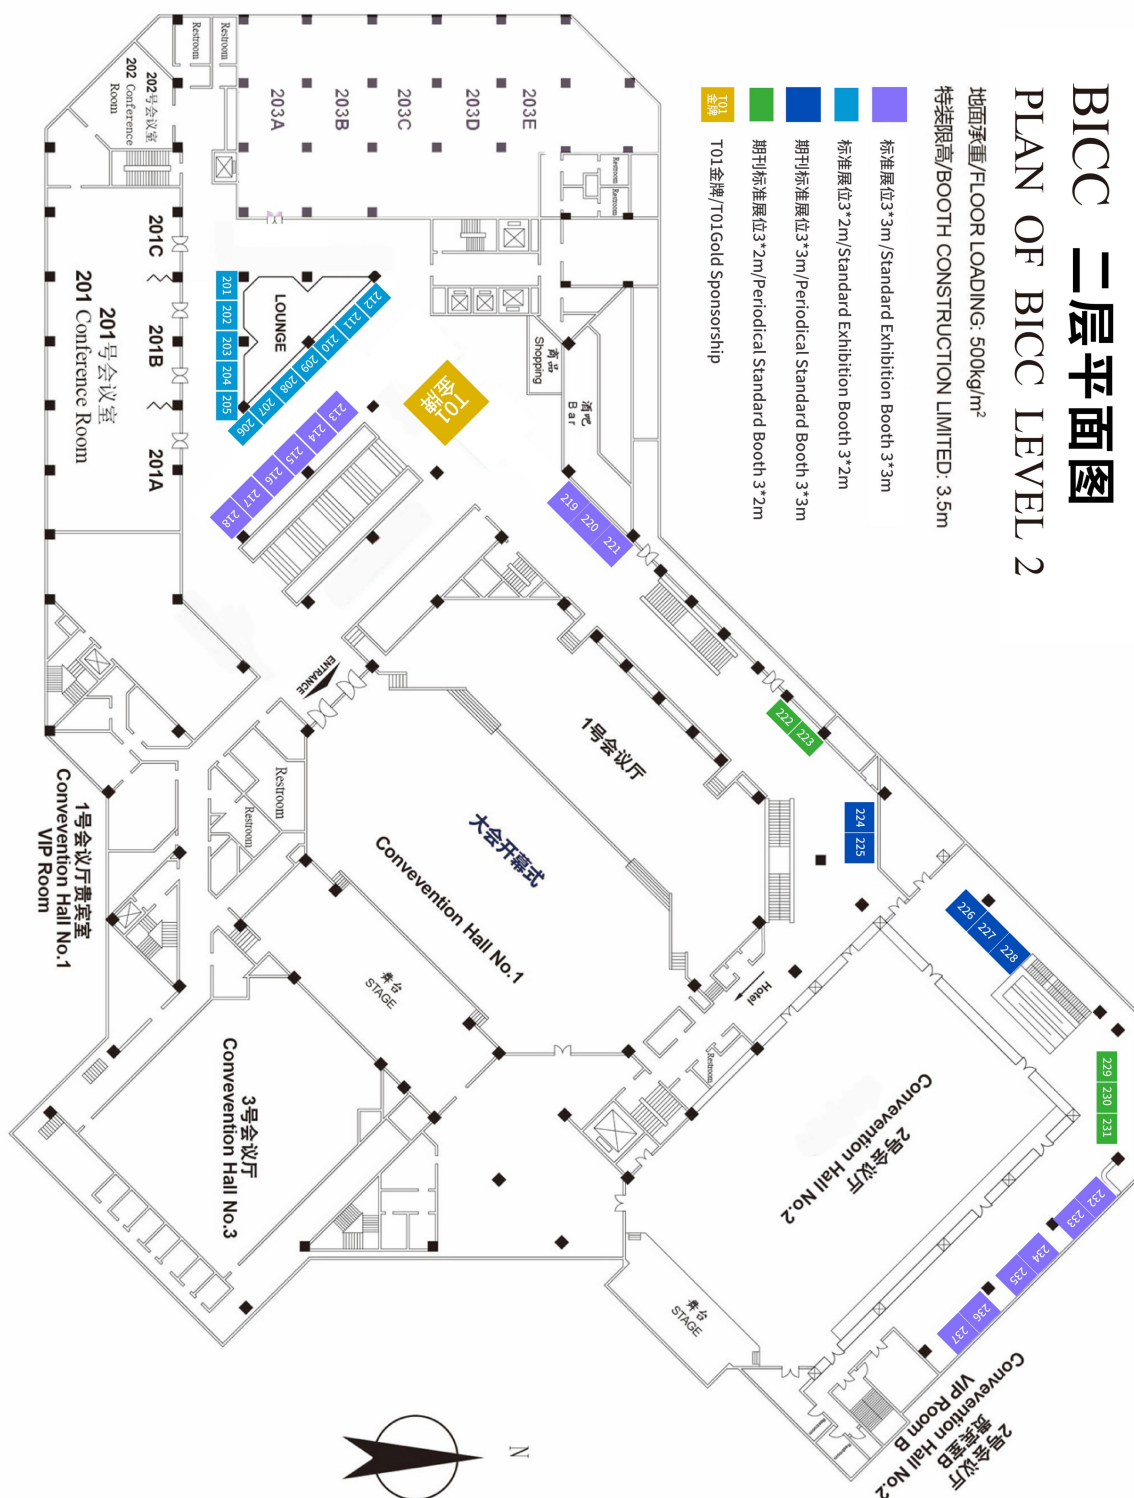 BICC 二层平面图
PLAN OF BICC LEVEL 2
地面承重/FLOOR LOADING: 500kg/m²
特装限高/BOOTH CONSTRUCTION LIMITED: 3.5m
标准展位3*3m/Standard Exhibition Booth 3*3m
标准展位3*2m/Standard Exhibition Booth 3*2m
期刊标准展位3*3m/Periodical Standard Booth 3*3m
期刊标准展位3*2m/Periodical Standard Booth 3*2m
T01
金牌
T01金牌/T01Gold Sponsorship
Restroom
Restroom
202号会议室
202 Conference
Room
203A
203B
203C
203D
203E
Restroom
Restroom
201C
201B
201A
201号会议室
201 Conference Room
LOUNGE
201
202
203
204
205
206
207
208
209
210
211
212
213
214
215
216
217
218
T01
金牌
商品
Shopping
酒吧
Bar
219
220
221
222
223
224
225
226
227
228
229
230
231
232
233
234
235
236
237
ENTRANCE
1号会议厅
大会开幕式
Convevention Hall No.1
Restroom
Restroom
舞台
STAGE
1号会议厅贵宾室
Convevention Hall No.1
VIP Room
3号会议厅
Convevention Hall No.3
Hotel
Restroom
2号会议厅
Convevention Hall No.2
舞台
STAGE
2号会议厅
贵宾室B
Convevention Hall No.2
VIP Room B
N